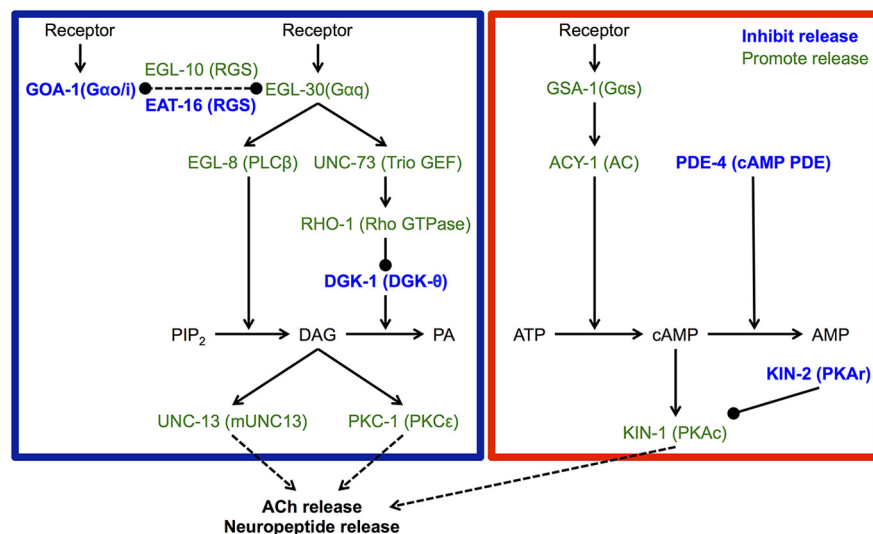 Receptor
Receptor
Receptor
Inhibit release
Promote release
EGL-10 (RGS)
GOA-1(Gαo/i)
EGL-30(Gαq)
EAT-16 (RGS)
GSA-1(Gαs)
EGL-8 (PLCβ)
UNC-73 (Trio GEF)
ACY-1 (AC)
PDE-4 (cAMP PDE)
RHO-1 (Rho GTPase)
DGK-1 (DGK-θ)
PIP₂
DAG
PA
ATP
cAMP
AMP
KIN-2 (PKAr)
UNC-13 (mUNC13)
PKC-1 (PKCε)
KIN-1 (PKAc)
ACh release
Neuropeptide release